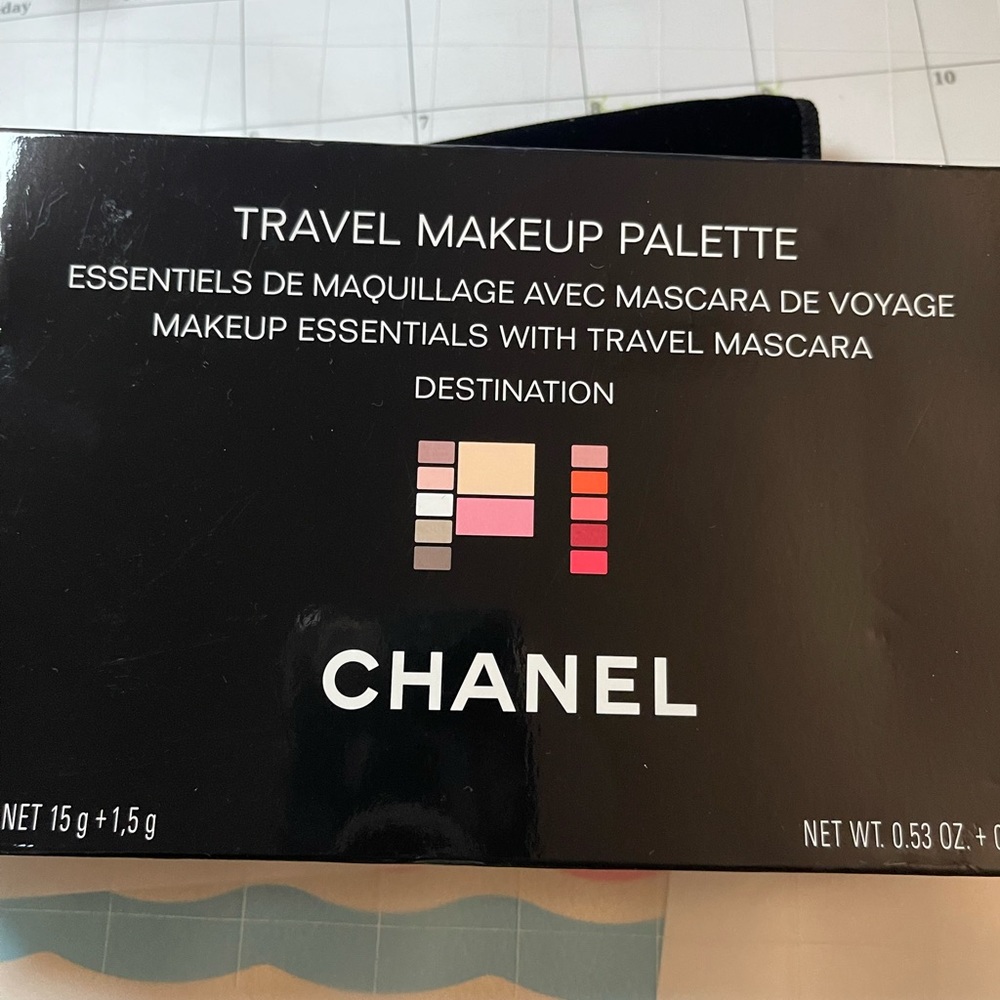 day
10
7
8
TRAVEL MAKEUP PALETTE
ESSENTIELS DE MAQUILLAGE AVEC MASCARA DE VOYAGE
MAKEUP ESSENTIALS WITH TRAVEL MASCARA
DESTINATION
CHANEL
NET 15 g + 1,5 g
NET WT. 0.53 OZ. +